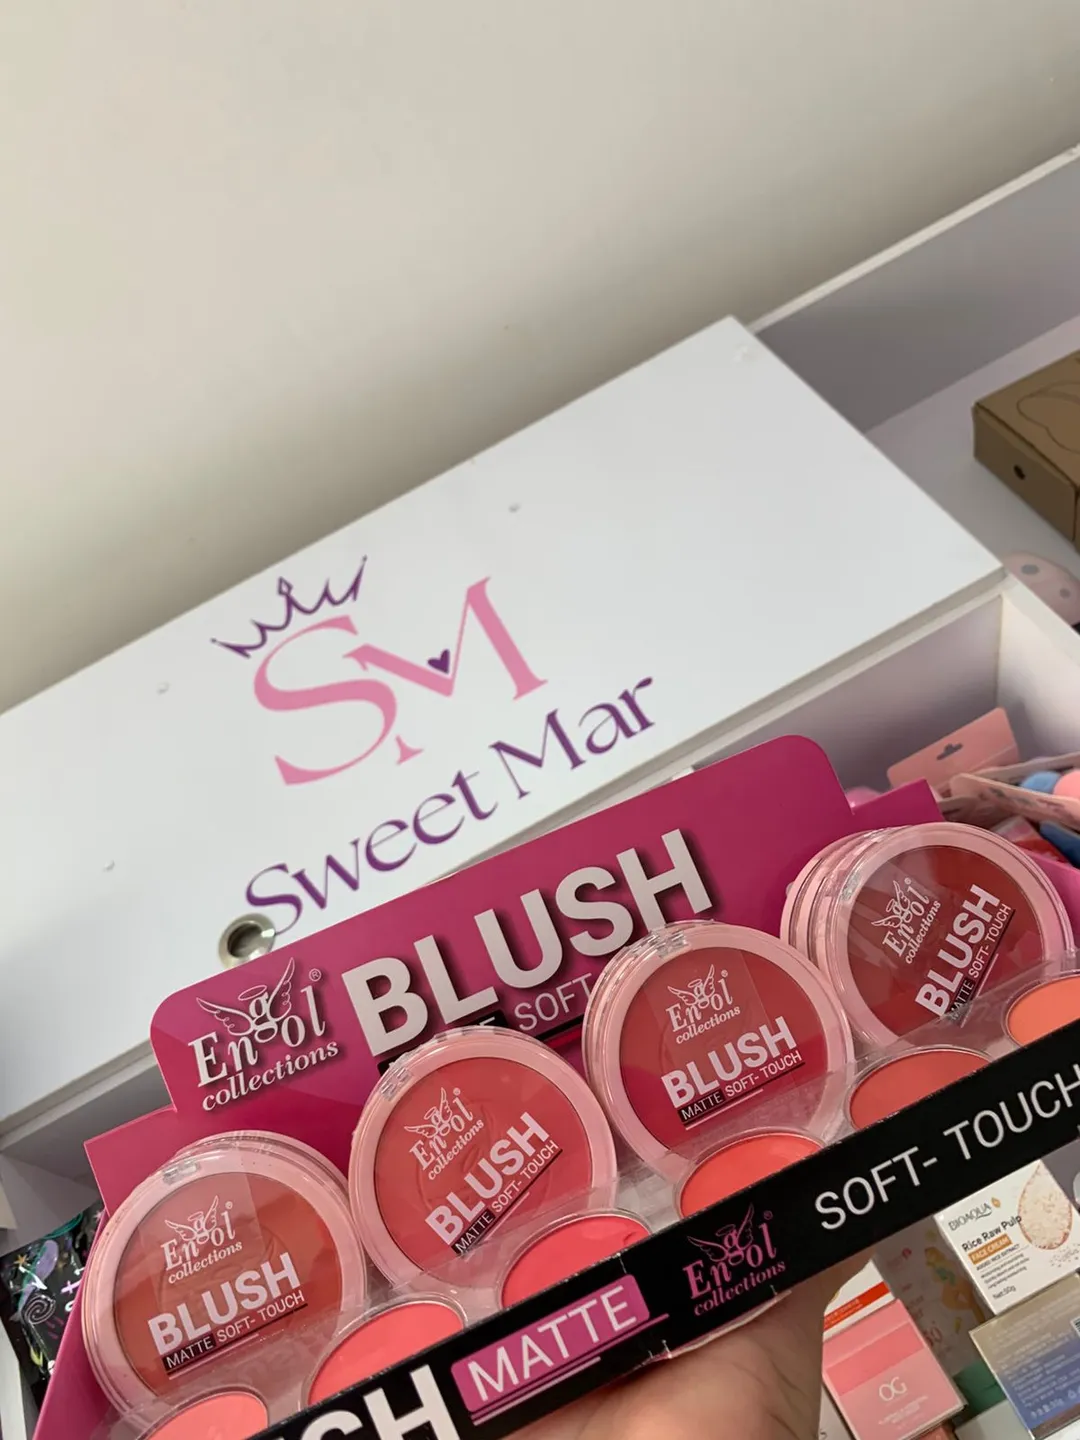 SM
Sweet Mar
Engol®
collections
BLUSH
SOFT
Engol®
collections
BLUSH
MATTE SOFT- TOUCH
Engol
collections
BLUSH
MATTE SOFT- TOUCH
Engol
collections
BLUSH
MATTE SOFT- TOUCH
Engol
collections
BLUSH
MATTE SOFT- TOUCH
MATTE
Engol
collections
SOFT- TOUCH
BIOAQUA
Rice Raw Pulp
FACE CREAM
OG